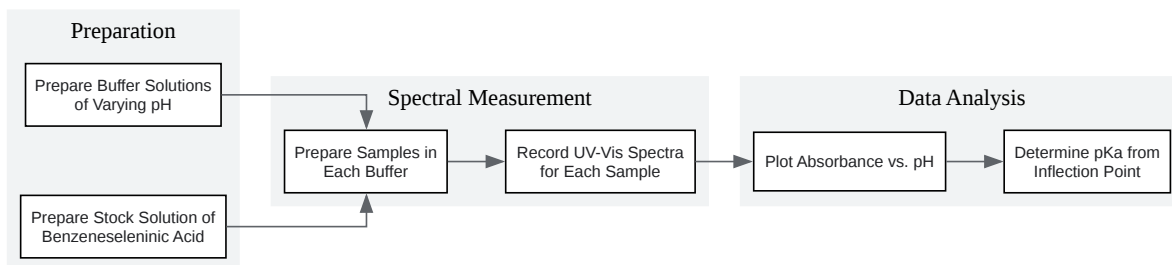 Preparation
Prepare Buffer Solutions
of Varying pH
Prepare Stock Solution of
Benzeneseleninic Acid
Spectral Measurement
Prepare Samples in
Each Buffer
Record UV-Vis Spectra
for Each Sample
Data Analysis
Plot Absorbance vs. pH
Determine pKa from
Inflection Point